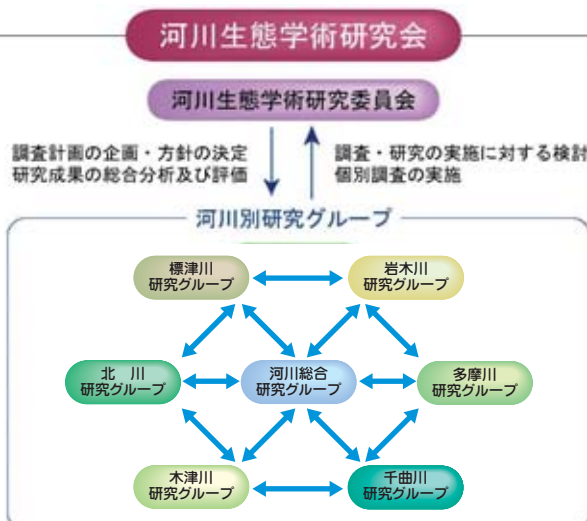 河川生態学術研究会
河川生態学術研究委員会
調査計画の企画・方針の決定
研究成果の総合分析及び評価
調査・研究の実施に対する検討
個別調査の実施
河川別研究グループ
標津川
研究グループ
岩木川
研究グループ
北 川
研究グループ
河川総合
研究グループ
多摩川
研究グループ
木津川
研究グループ
千曲川
研究グループ